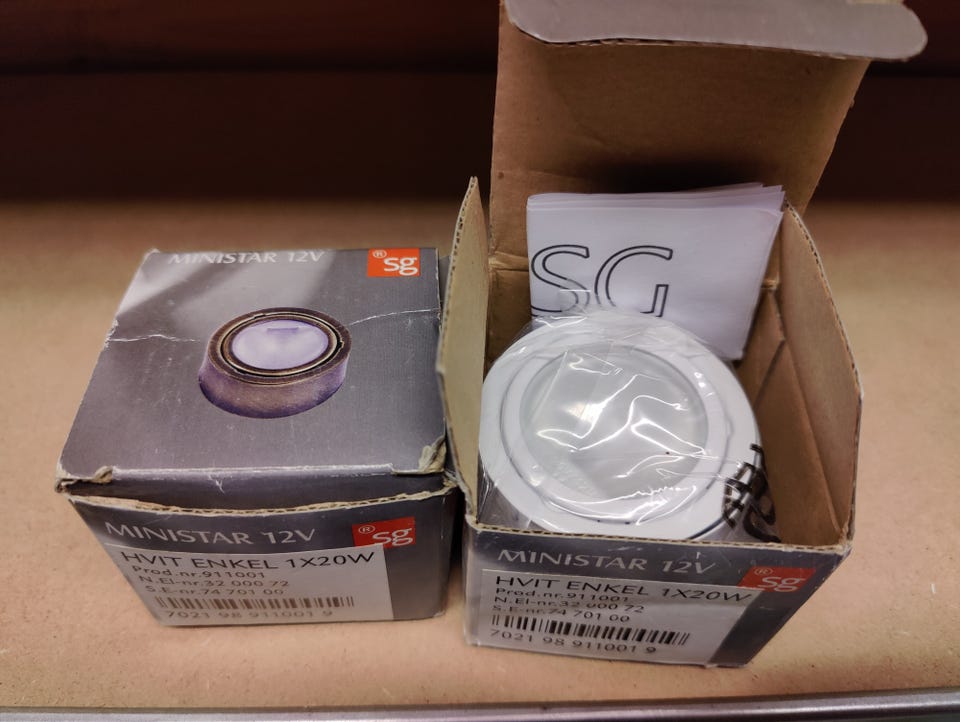 MINISTAR 12V
® sg
MINISTAR 12V
® sg
HVIT ENKEL 1X20W
Prod.nr.911001
N.El-nr.32 000 72
S.E-nr.74 701 00
7021 98 911001 9
SG
MINISTAR 12V
® sg
HVIT ENKEL 1X20W
Prod.nr.911001
N.El-nr.32 000 72
S.E-nr.74 701 00
7021 98 911001 9